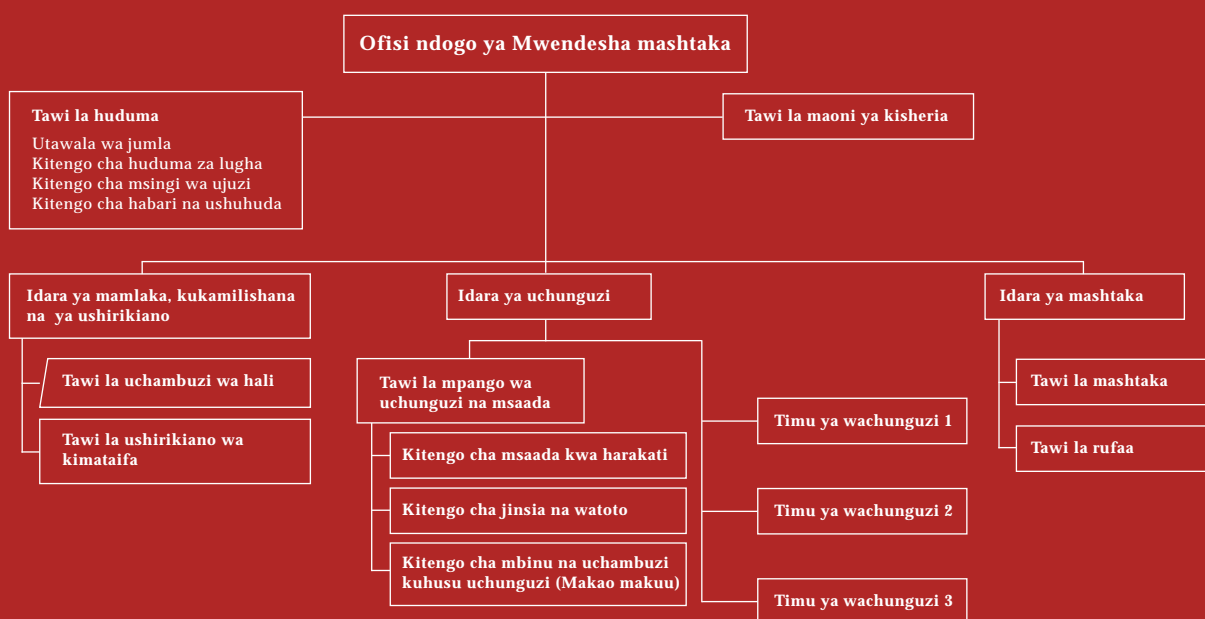 Ofisi ndogo ya Mwendesha mashtaka
Tawi la huduma
Utawala wa jumla
Kitengo cha huduma za lugha
Kitengo cha msingi wa ujuzi
Kitengo cha habari na ushuhuda
Tawi la maoni ya kisheria
Idara ya mamlaka, kukamilishana
na ya ushirikiano
Tawi la uchambuzi wa hali
Tawi la ushirikiano wa
kimataifa
Idara ya uchunguzi
Tawi la mpango wa
uchunguzi na msaada
Kitengo cha msaada kwa harakati
Kitengo cha jinsia na watoto
Kitengo cha mbinu na uchambuzi
kuhusu uchunguzi (Makao makuu)
Timu ya wachunguzi 1
Timu ya wachunguzi 2
Timu ya wachunguzi 3
Idara ya mashtaka
Tawi la mashtaka
Tawi la rufaa